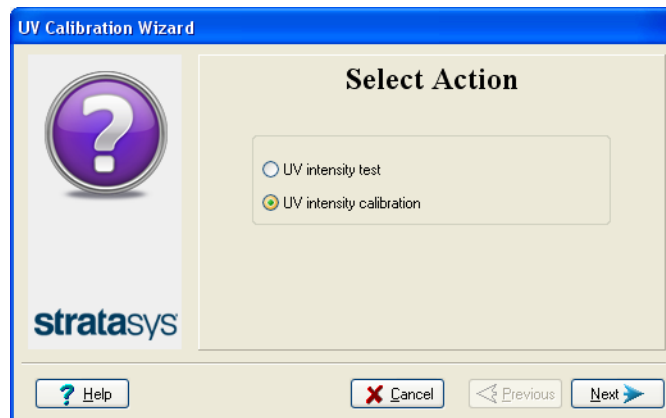 UV Calibration Wizard
Select Action
UV intensity test
UV intensity calibration
stratasys
? Help
Cancel
Previous
Next